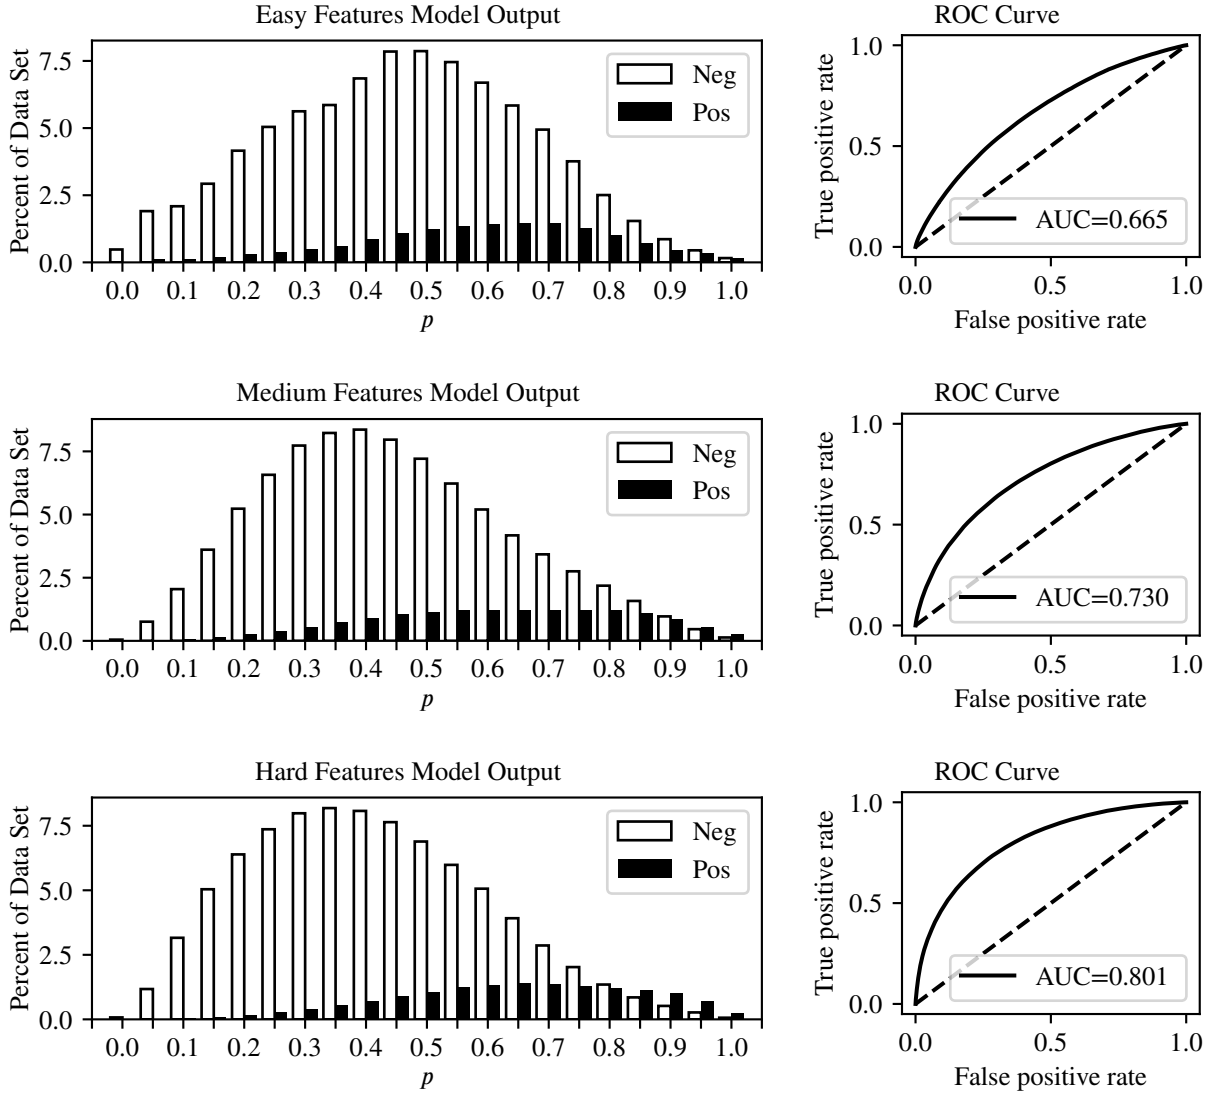 Easy Features Model Output
Percent of Data Set
7.5
5.0
2.5
0.0
Neg
Pos
0.0 0.1 0.2 0.3 0.4 0.5 0.6 0.7 0.8 0.9 1.0
p
ROC Curve
True positive rate
1.0
0.5
0.0
AUC=0.665
0.0 0.5 1.0
False positive rate
Medium Features Model Output
Percent of Data Set
7.5
5.0
2.5
0.0
Neg
Pos
0.0 0.1 0.2 0.3 0.4 0.5 0.6 0.7 0.8 0.9 1.0
p
ROC Curve
True positive rate
1.0
0.5
0.0
AUC=0.730
0.0 0.5 1.0
False positive rate
Hard Features Model Output
Percent of Data Set
7.5
5.0
2.5
0.0
Neg
Pos
0.0 0.1 0.2 0.3 0.4 0.5 0.6 0.7 0.8 0.9 1.0
p
ROC Curve
True positive rate
1.0
0.5
0.0
AUC=0.801
0.0 0.5 1.0
False positive rate